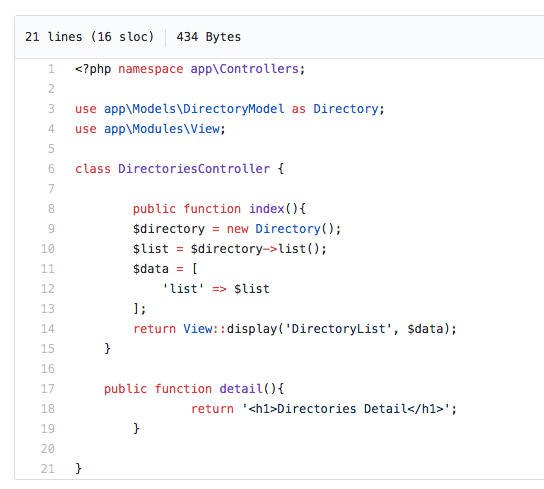 21 lines (16 sloc) 434 Bytes
1 <?php namespace app\Controllers;
2
3 use app\Models\DirectoryModel as Directory;
4 use app\Modules\View;
5
6 class DirectoriesController {
7
8         public function index(){
9         $directory = new Directory();
10         $list = $directory->list();
11         $data = [
12             'list' => $list
13         ];
14         return View::display('DirectoryList', $data);
15     }
16
17     public function detail(){
18                 return '<h1>Directories Detail</h1>';
19         }
20
21 }